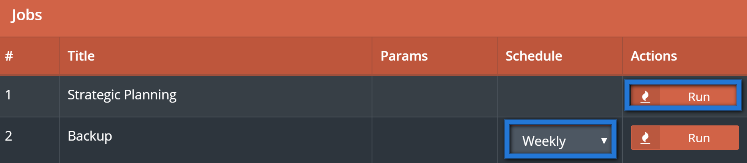 Jobs
# Title Params Schedule Actions
1 Strategic Planning Run
2 Backup Weekly Run